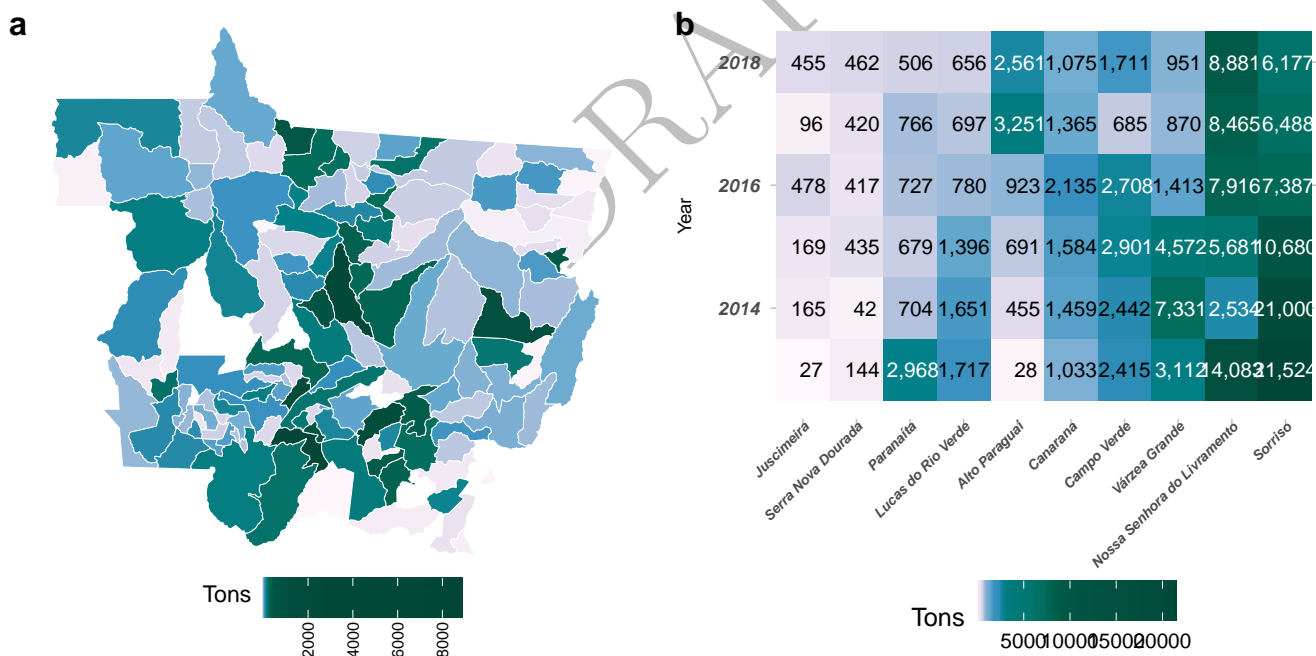 a
Tons
2000
4000
6000
8000
DRA
b
Year
2018 455 462 506 656 2,561 1,075 1,711 951 8,881 6,177
96 420 766 697 3,251 1,365 685 870 8,465 6,488
2016 478 417 727 780 923 2,135 2,708 1,413 7,916 7,387
169 435 679 1,396 691 1,584 2,901 4,572 5,681 10,680
2014 165 42 704 1,651 455 1,459 2,442 7,331 2,534 21,000
27 144 2,968 1,717 28 1,033 2,415 3,112 21,524
Juscimeira
Serra Nova Dourada
Paranaíta
Lucas do Rio Verde
Alto Paraguai
Canarana
Campo Verde
Várzea Grande
Nossa Senhora do Livramento
Sorriso
Tons
5000 10000 15000 20000